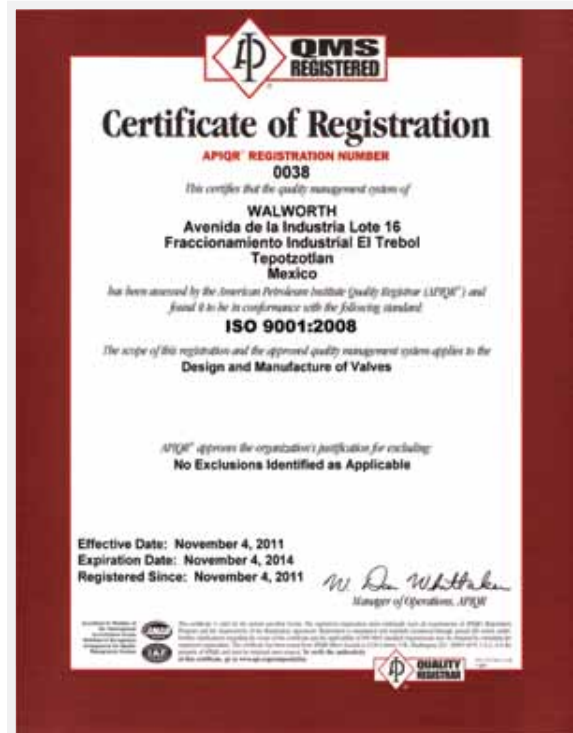 QMS
REGISTERED
Certificate of Registration
APIQR® REGISTRATION NUMBER
0038
This certifies that the quality management system of
WALWORTH
Avenida de la Industria Lote 16
Fraccionamiento Industrial El Trebol
Tepotzotlan
Mexico
has been assessed by the American Petroleum Institute Quality Registrar (APIQR®) and
found it to be in conformance with the following standard:
ISO 9001:2008
The scope of this registration and the approved quality management system applies to the
Design and Manufacture of Valves
APIQR® approves the organization's justification for excluding:
No Exclusions Identified as Applicable
Effective Date: November 4, 2011
Expiration Date: November 4, 2014
Registered Since: November 4, 2011
W. Don Whittaker
Manager of Operations, APIQR
QUALITY
REGISTRAR